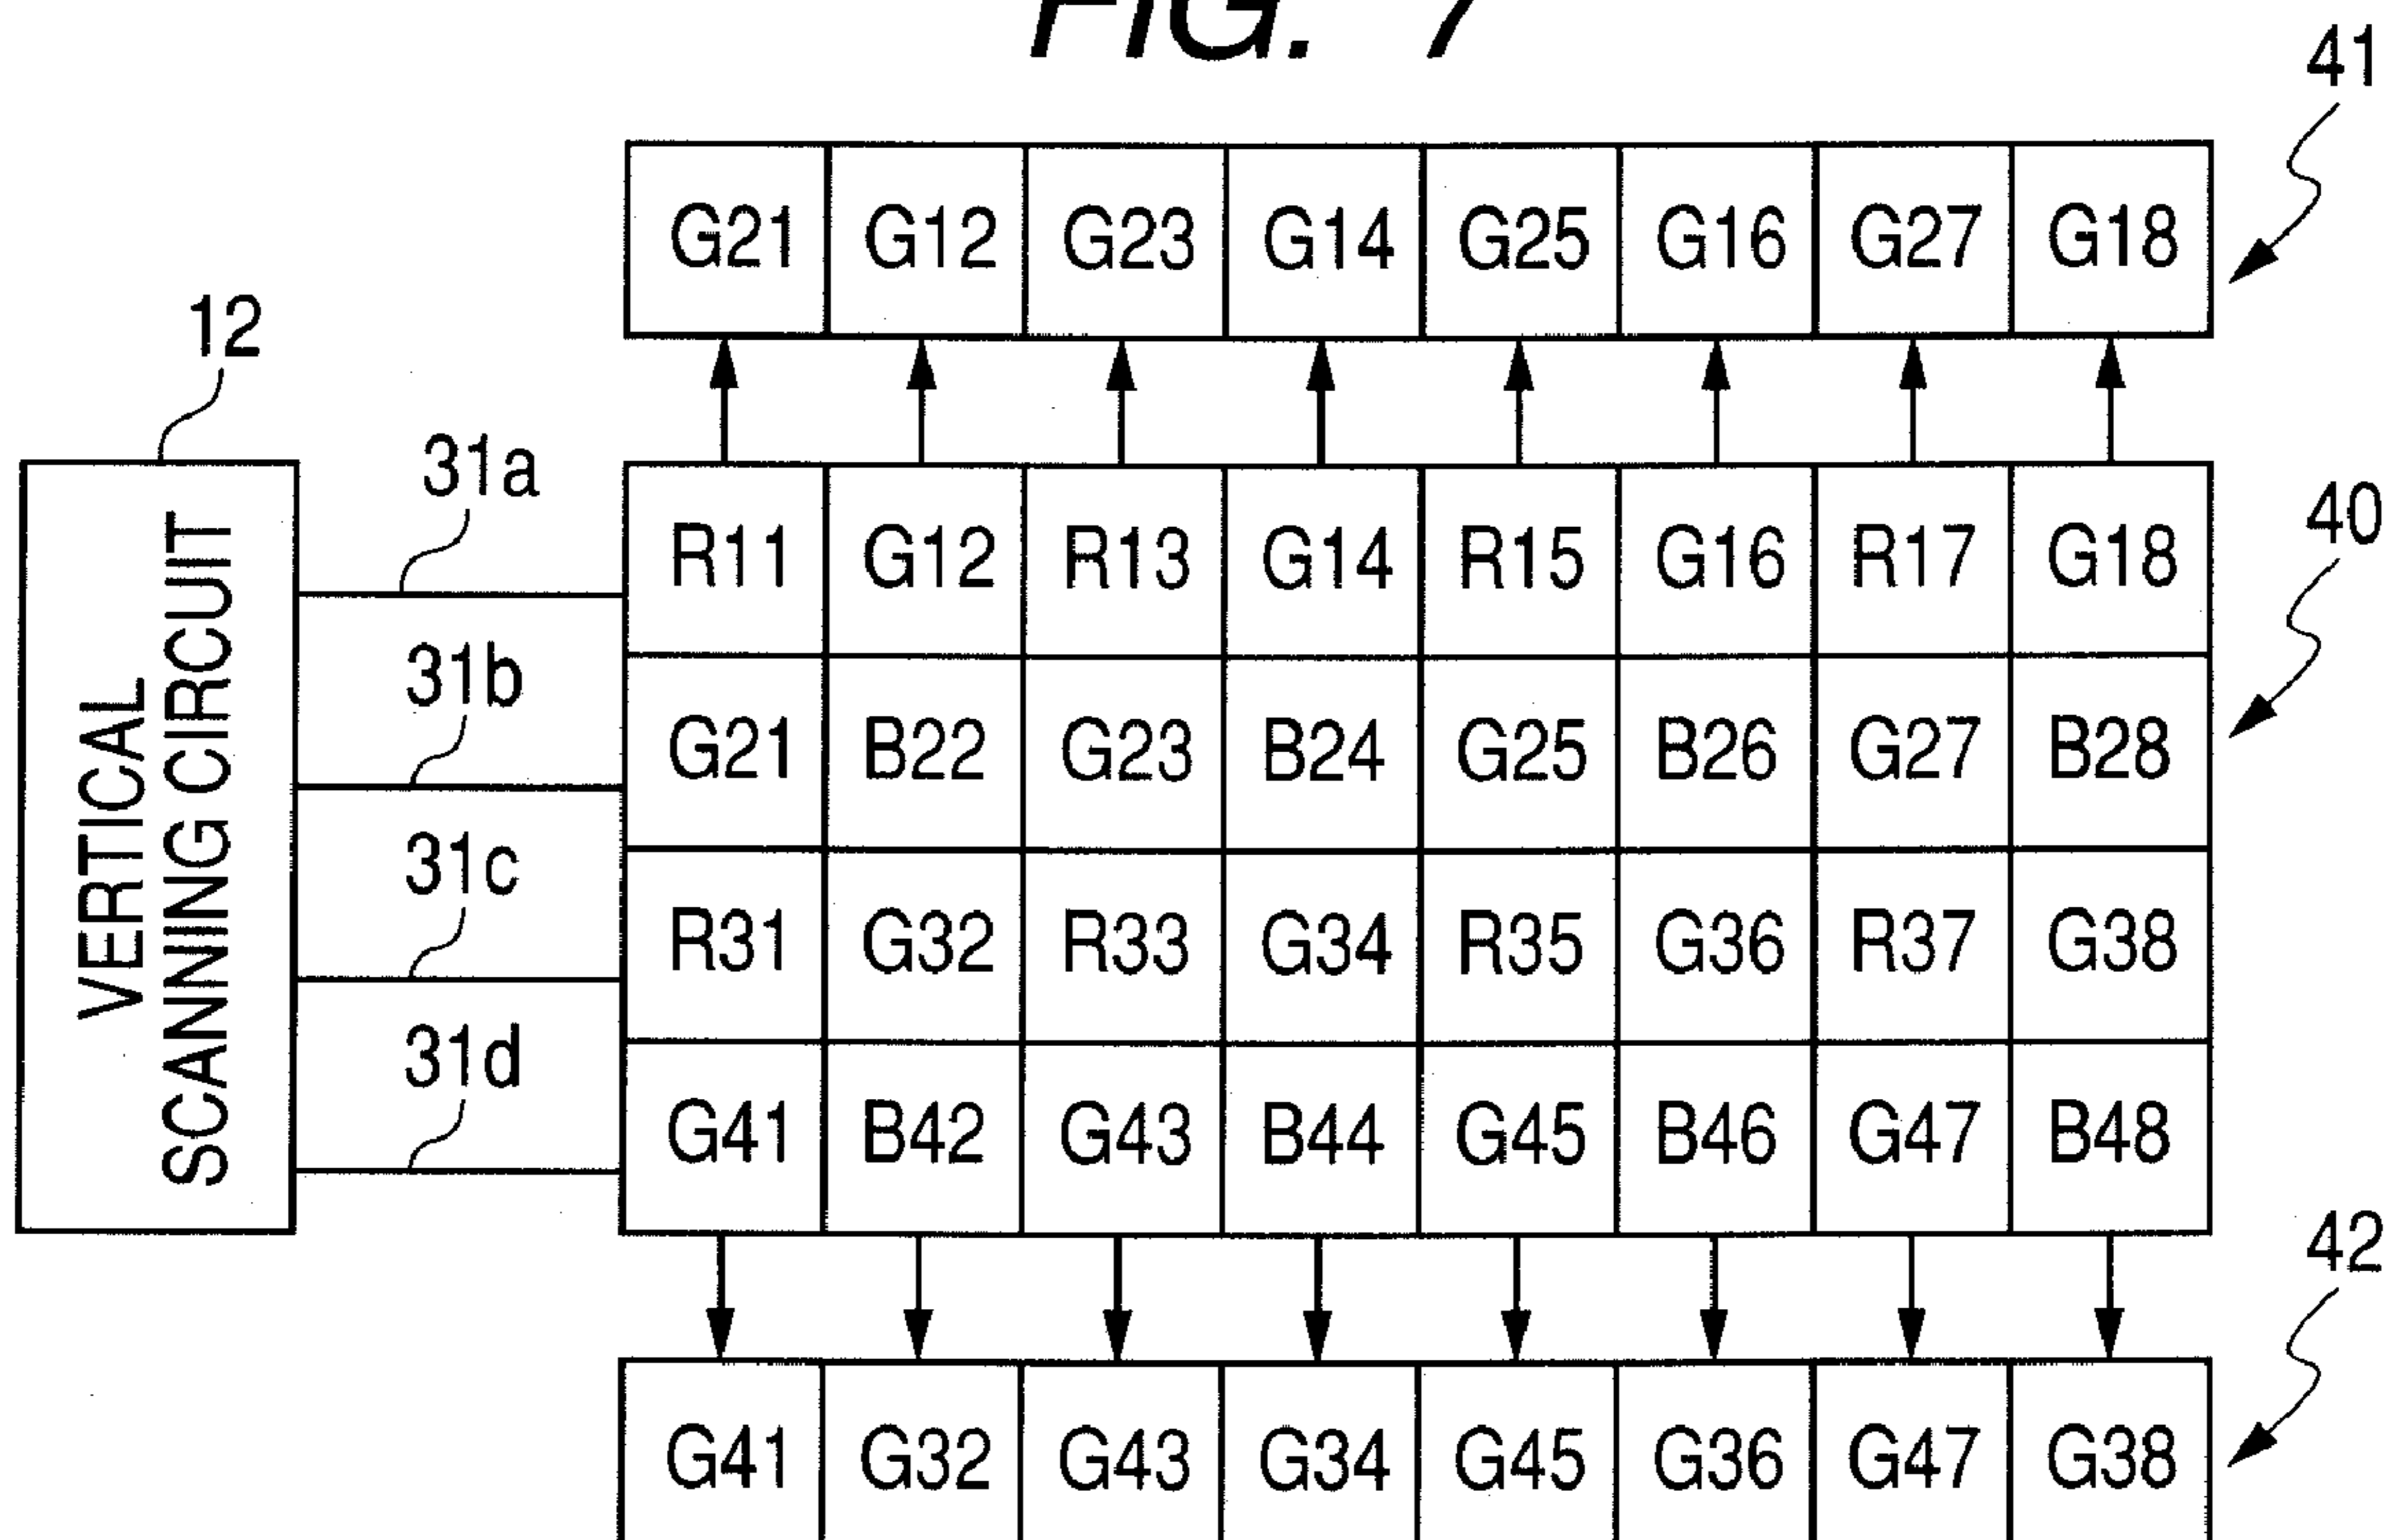 FIG. 7
41
G21 G12 G23 G14 G25 G16 G27 G18
12
31a
40
R11 G12 R13 G14 R15 G16 R17 G18
31b
G21 B22 G23 B24 G25 B26 G27 B28
VERTICAL
SCANNING CIRCUIT
31c
R31 G32 R33 G34 R35 G36 R37 G38
31d
G41 B42 G43 B44 G45 B46 G47 B48
42
G41 G32 G43 G34 G45 G36 G47 G38